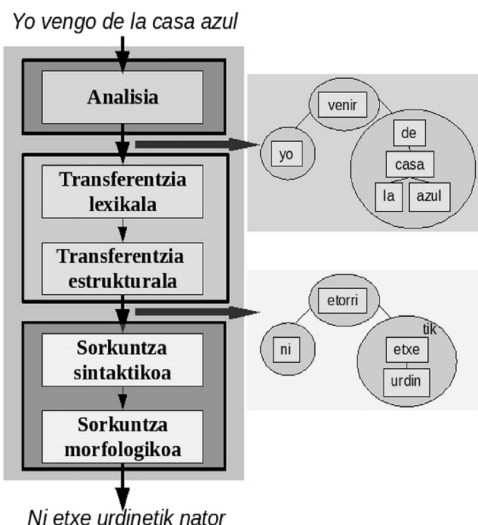 Yo vengo de la casa azul
Analisia
Transferentzia
lexikala
Transferentzia
estrukturala
Sorkuntza
sintaktikoa
Sorkuntza
morfologikoa
Ni etxe urdinetik nator
venir
yo
de
casa
la azul
etorri
ni
tik
etxe
urdin